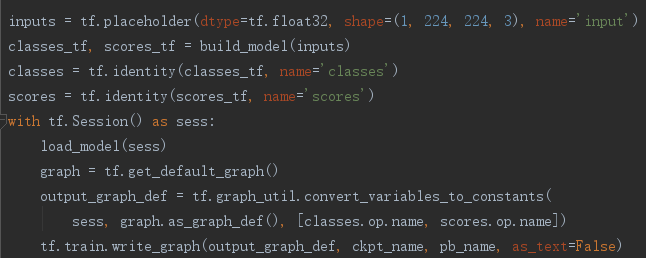 inputs = tf.placeholder(dtype=tf.float32, shape=(1, 224, 224, 3), name='input')
classes_tf, scores_tf = build_model(inputs)
classes = tf.identity(classes_tf, name='classes')
scores = tf.identity(scores_tf, name='scores')
with tf.Session() as sess:
    load_model(sess)
    graph = tf.get_default_graph()
    output_graph_def = tf.graph_util.convert_variables_to_constants(
        sess, graph.as_graph_def(), [classes.op.name, scores.op.name])
    tf.train.write_graph(output_graph_def, ckpt_name, pb_name, as_text=False)